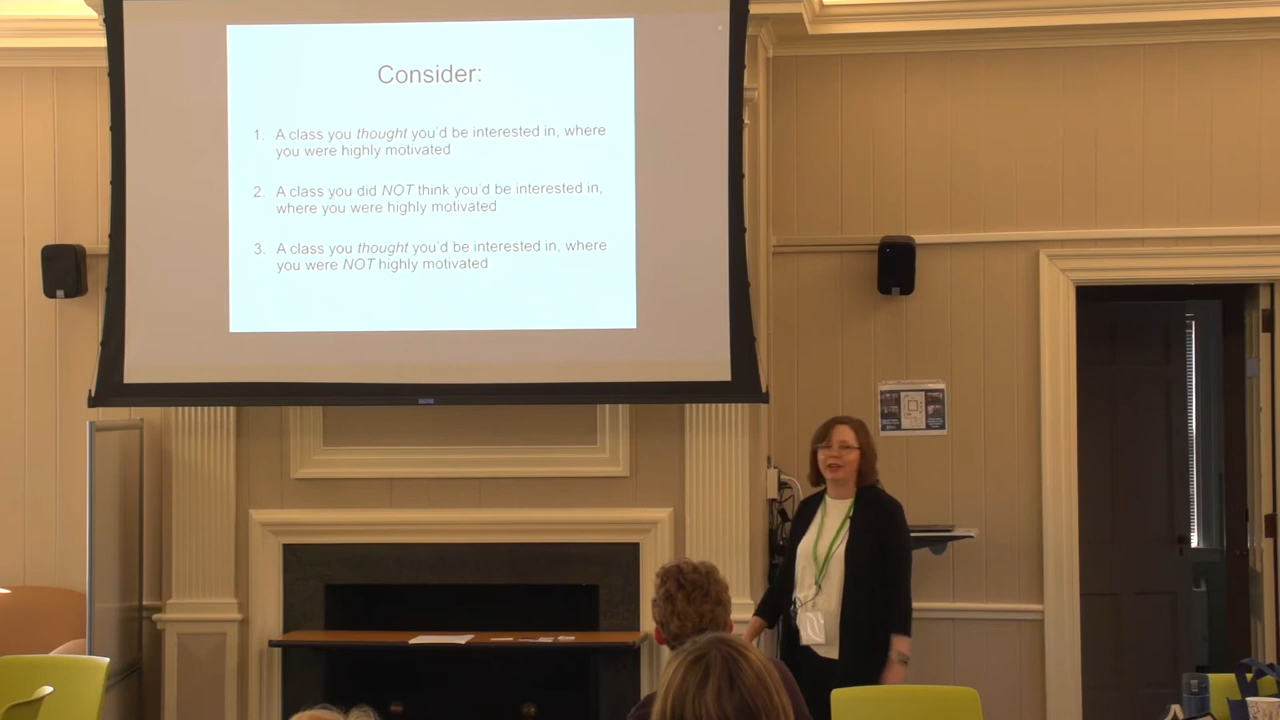 Consider:
1. A class you thought you'd be interested in, where
you were highly motivated
2. A class you did NOT think you'd be interested in,
where you were highly motivated
3. A class you thought you'd be interested in, where
you were NOT highly motivated